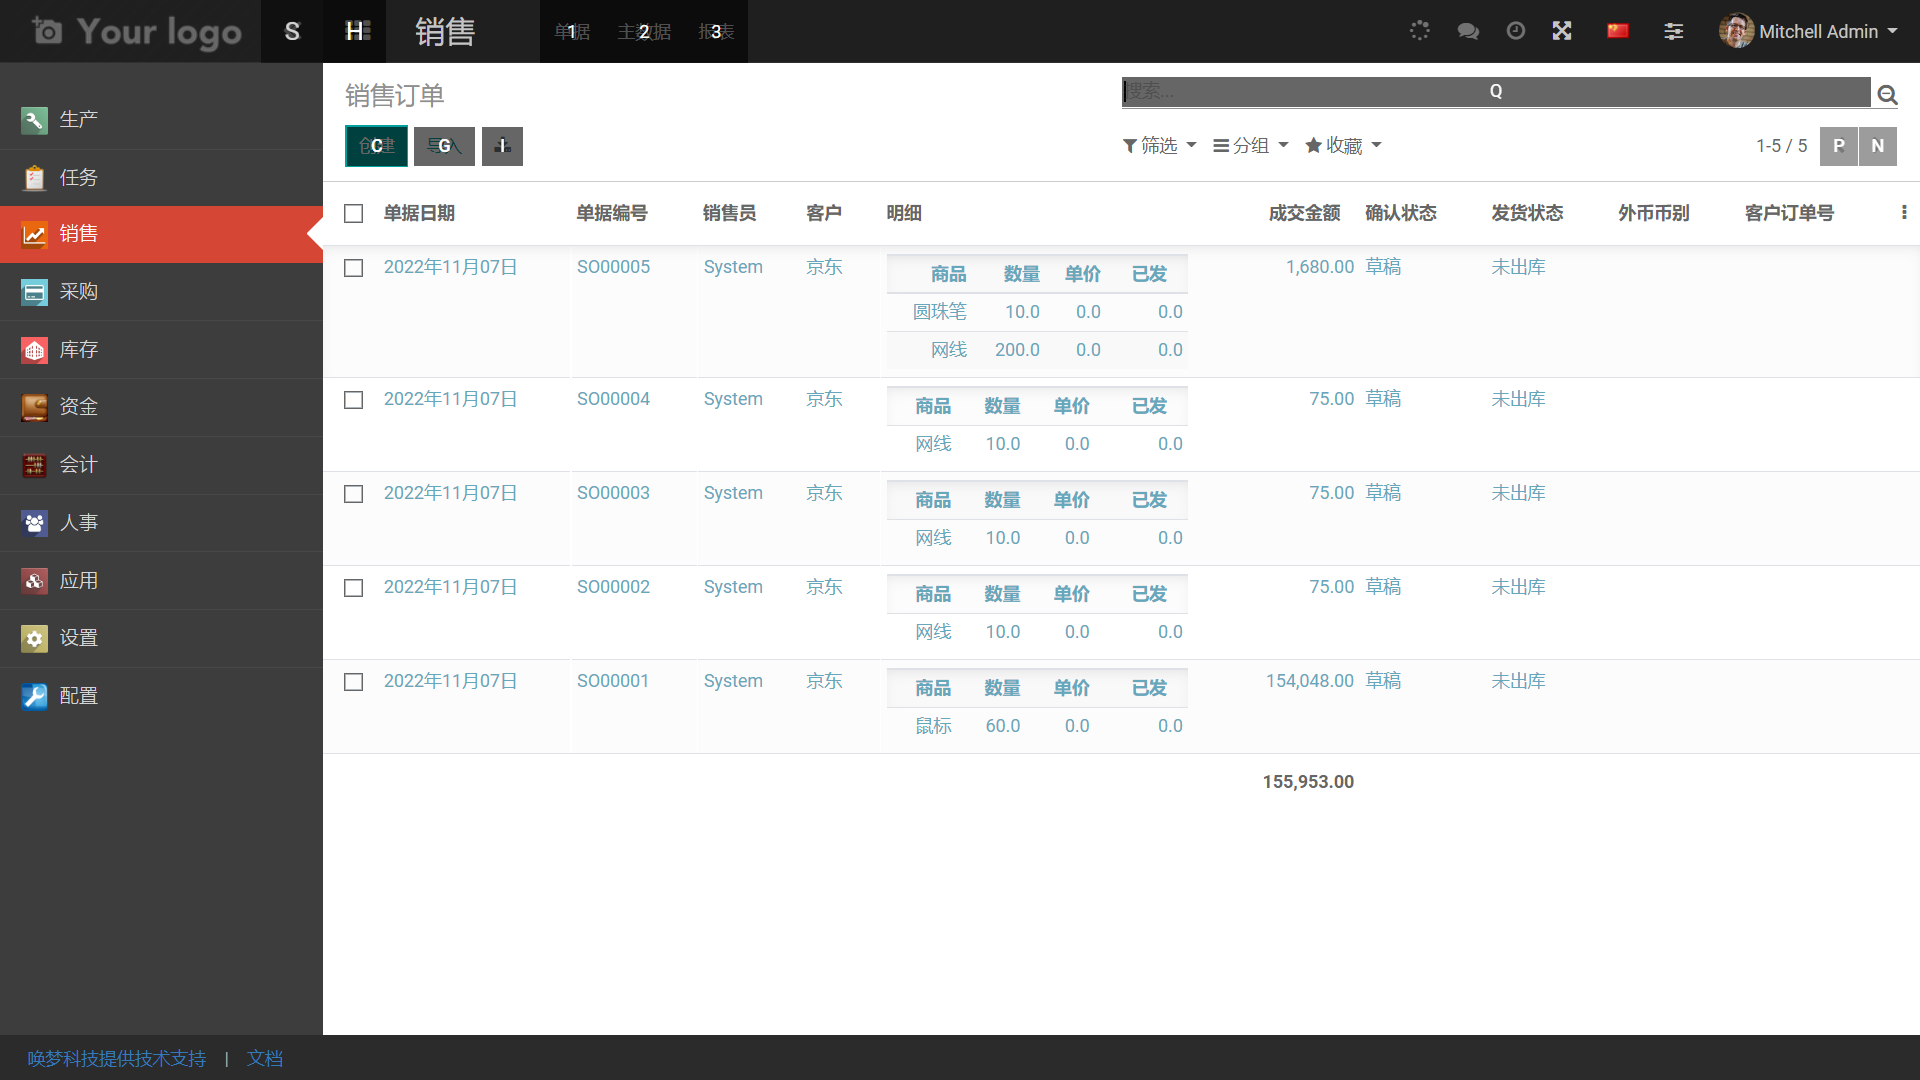 Your logo
S
H
销售
单据 1
主数据 2
报表 3
Mitchell Admin
生产
任务
销售
采购
库存
资金
会计
人事
应用
设置
配置
销售订单
搜索...
Q
创建 C
导入 G
I
筛选
分组
收藏
1-5 / 5
P
N
单据日期 单据编号 销售员 客户 明细 成交金额 确认状态 发货状态 外币币别 客户订单号
2022年11月07日 SO00005 System 京东 1,680.00 草稿 未出库
商品 数量 单价 已发
圆珠笔 10.0 0.0 0.0
网线 200.0 0.0 0.0
2022年11月07日 SO00004 System 京东 75.00 草稿 未出库
商品 数量 单价 已发
网线 10.0 0.0 0.0
2022年11月07日 SO00003 System 京东 75.00 草稿 未出库
商品 数量 单价 已发
网线 10.0 0.0 0.0
2022年11月07日 SO00002 System 京东 75.00 草稿 未出库
商品 数量 单价 已发
网线 10.0 0.0 0.0
2022年11月07日 SO00001 System 京东 154,048.00 草稿 未出库
商品 数量 单价 已发
鼠标 60.0 0.0 0.0
155,953.00
唤梦科技提供技术支持 | 文档